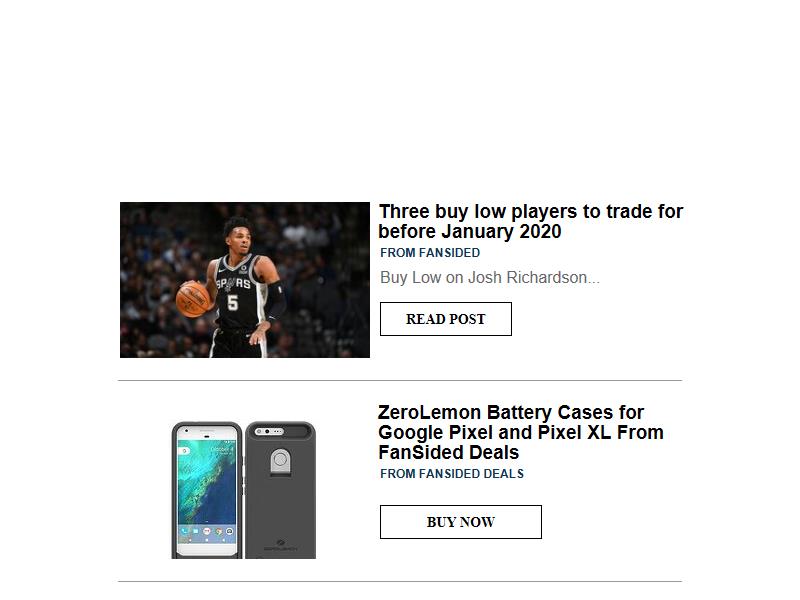 Three buy low players to trade for
before January 2020
FROM FANSIDED
Buy Low on Josh Richardson...
READ POST
SPURS
5
ZeroLemon Battery Cases for
Google Pixel and Pixel XL From
FanSided Deals
FROM FANSIDED DEALS
BUY NOW